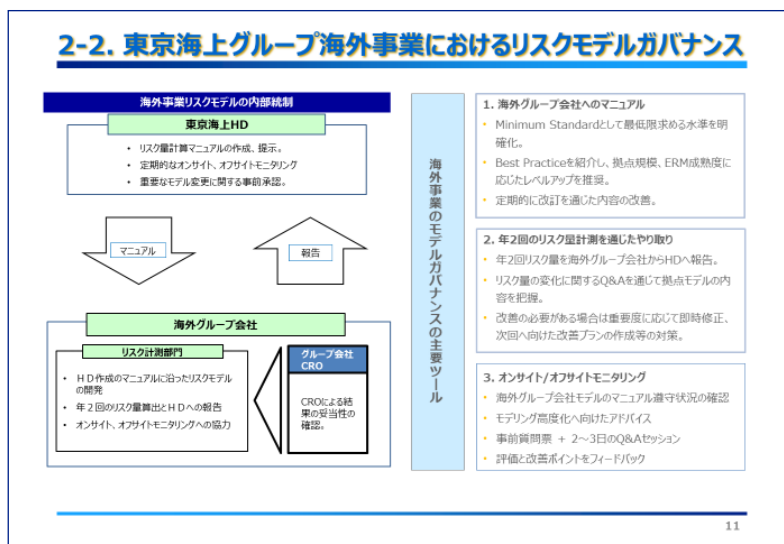 2-2. 東京海上グループ海外事業におけるリスクモデルガバナンス
海外事業リスクモデルの内部統制
東京海上HD
・ リスク量計算マニュアルの作成、提示。
・ 定期的なオンサイト、オフサイトモニタリング
・ 重要なモデル変更に関する事前承認。
マニュアル
報告
海外グループ会社
リスク計測部門
・ HD作成のマニュアルに沿ったリスクモデル
の開発
・ 年2回のリスク量算出とHDへの報告
・ オンサイト、オフサイトモニタリングへの協力
グループ会社
CRO
CROによる結
果の妥当性の
確認。
海外事業のモデルガバナンスの主要ツール
1. 海外グループ会社へのマニュアル
• Minimum Standardとして最低限求める水準を明
確化。
• Best Practiceを紹介し、拠点規模、ERM成熟度に
応じたレベルアップを推奨。
• 定期的に改訂を通じた内容の改善。
2. 年2回のリスク量計測を通じたやり取り
• 年2回リスク量を海外グループ会社からHDへ報告。
• リスク量の変化に関するQ&Aを通じて拠点モデルの内
容を把握。
• 改善の必要がある場合は重要度に応じて即時修正、
次回へ向けた改善プランの作成等の対策。
3. オンサイト/オフサイトモニタリング
• 海外グループ会社モデルのマニュアル遵守状況の確認
• モデリング高度化へ向けたアドバイス
• 事前質問票 + 2～3日のQ&Aセッション
• 評価と改善ポイントをフィードバック
11